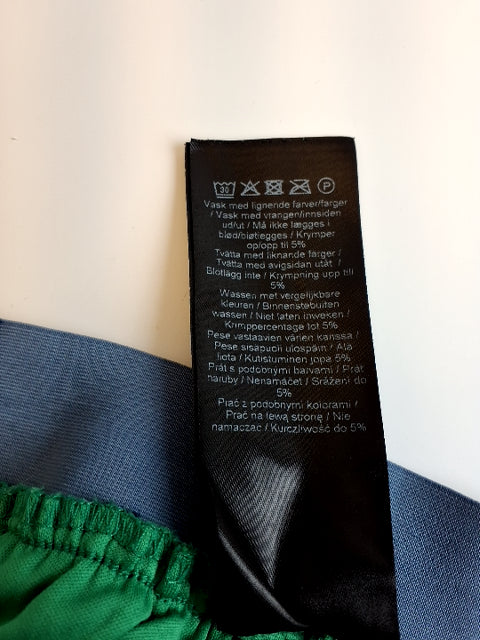 30 P
Vask med lignende farver/farger
/ Vask med vrangen/innsiden
ud/ut / Må ikke lægges i
blød/bløtlegges / Krymper
op/opp til 5%
Tvätta med liknande färger /
Tvätta med avigsidan utåt /
Blötlägg inte / Krympning upp till
5%
Wassen met vergelijkbare
kleuren / Binnenstebuiten
wassen / Niet laten inweken /
Krimppercentage tot 5%
Pese vastaavien värien kanssa /
Pese sisäpuoli ulospäin / Älä
liota / Kutistuminen jopa 5%
Prát s podobnými barvami / Prát
naruby / Nenamáčet / Srážení do
5%
Prać z podobnymi kolorami /
Prać na lewą stronę / Nie
namaczać / Kurczliwość do 5%